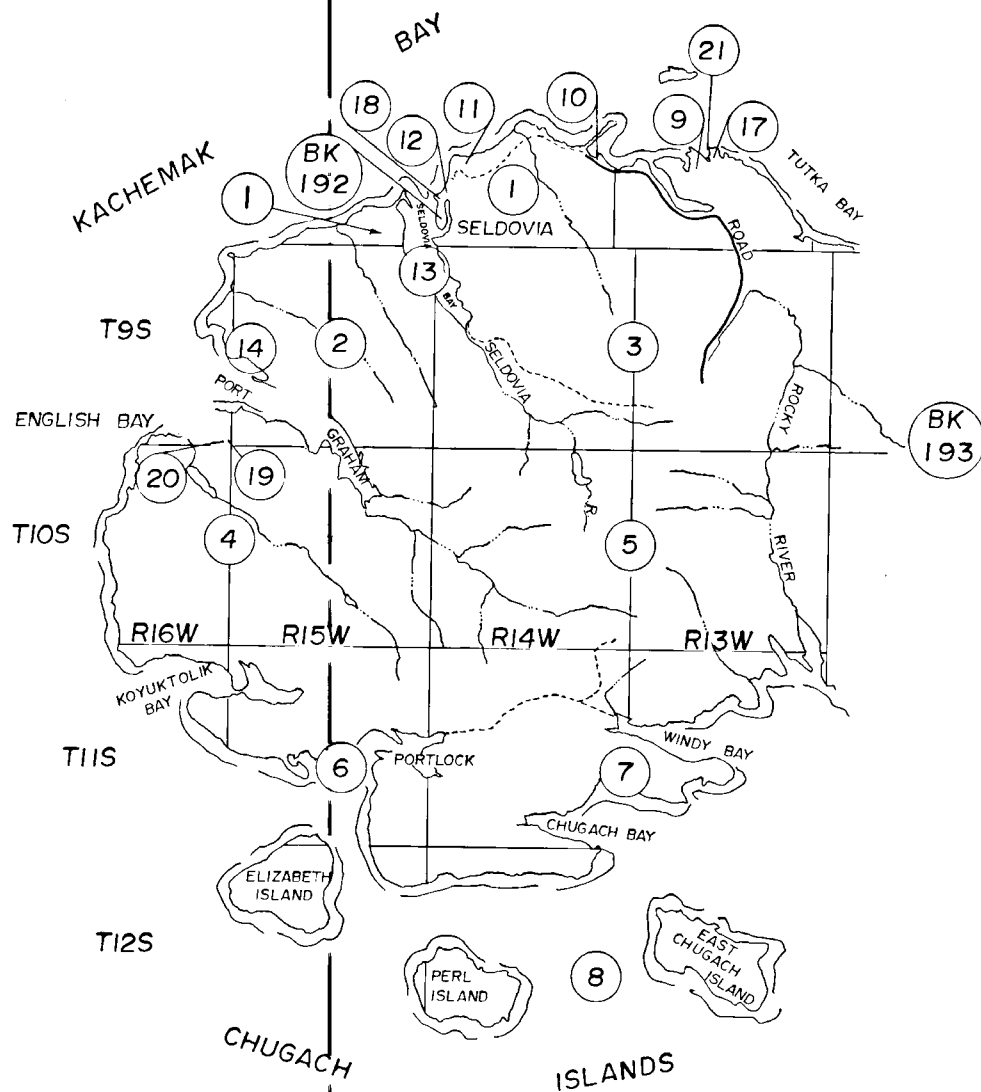 BAY
21
18
11
10
12
9
17
BK
192
KACHEMAK
TUTKA BAY
1
1
SELDOVIA
SELDOVIA
ROAD
13
BAY
T9S
14
2
3
SELDOVIA
PORT
ROCKY
ENGLISH BAY
GRAHAM
BK
193
20
19
R
T10S
4
5
RIVER
R16W
R15W
R14W
R13W
KOYUKTOLIK
BAY
WINDY BAY
T11S
6
PORTLOCK
7
CHUGACH BAY
ELIZABETH
ISLAND
T12S
EAST
CHUGACH
ISLAND
PERL
ISLAND
8
CHUGACH
ISLANDS